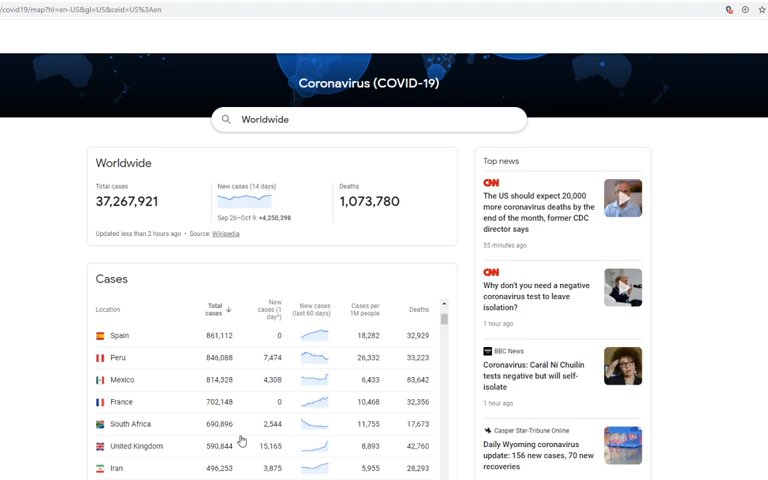 /covid19/map?hl=en-US&gl=US&ceid=US%3Aen
Coronavirus (COVID-19)
Worldwide
Worldwide
Total cases
37,267,921
New cases (14 days)
Sep 26–Oct 9: +4,250,398
Deaths
1,073,780
Updated less than 2 hours ago • Source: Wikipedia
Cases
Location Total cases New cases (1 day*) New cases (last 60 days) Cases per 1M people Deaths
Spain 861,112 0 18,282 32,929
Peru 846,088 7,474 26,332 33,223
Mexico 814,328 4,308 6,433 83,642
France 702,148 0 10,468 32,356
South Africa 690,896 2,544 11,755 17,673
United Kingdom 590,844 15,165 8,893 42,760
Iran 496,253 3,875 5,955 28,293
Top news
CNN
The US should expect 20,000
more coronavirus deaths by the
end of the month, former CDC
director says
55 minutes ago
CNN
Why don't you need a negative
coronavirus test to leave
isolation?
1 hour ago
BBC News
Coronavirus: Carál Ní Chuilín
tests negative but will self-
isolate
1 hour ago
Casper Star-Tribune Online
Daily Wyoming coronavirus
update: 156 new cases, 70 new
recoveries